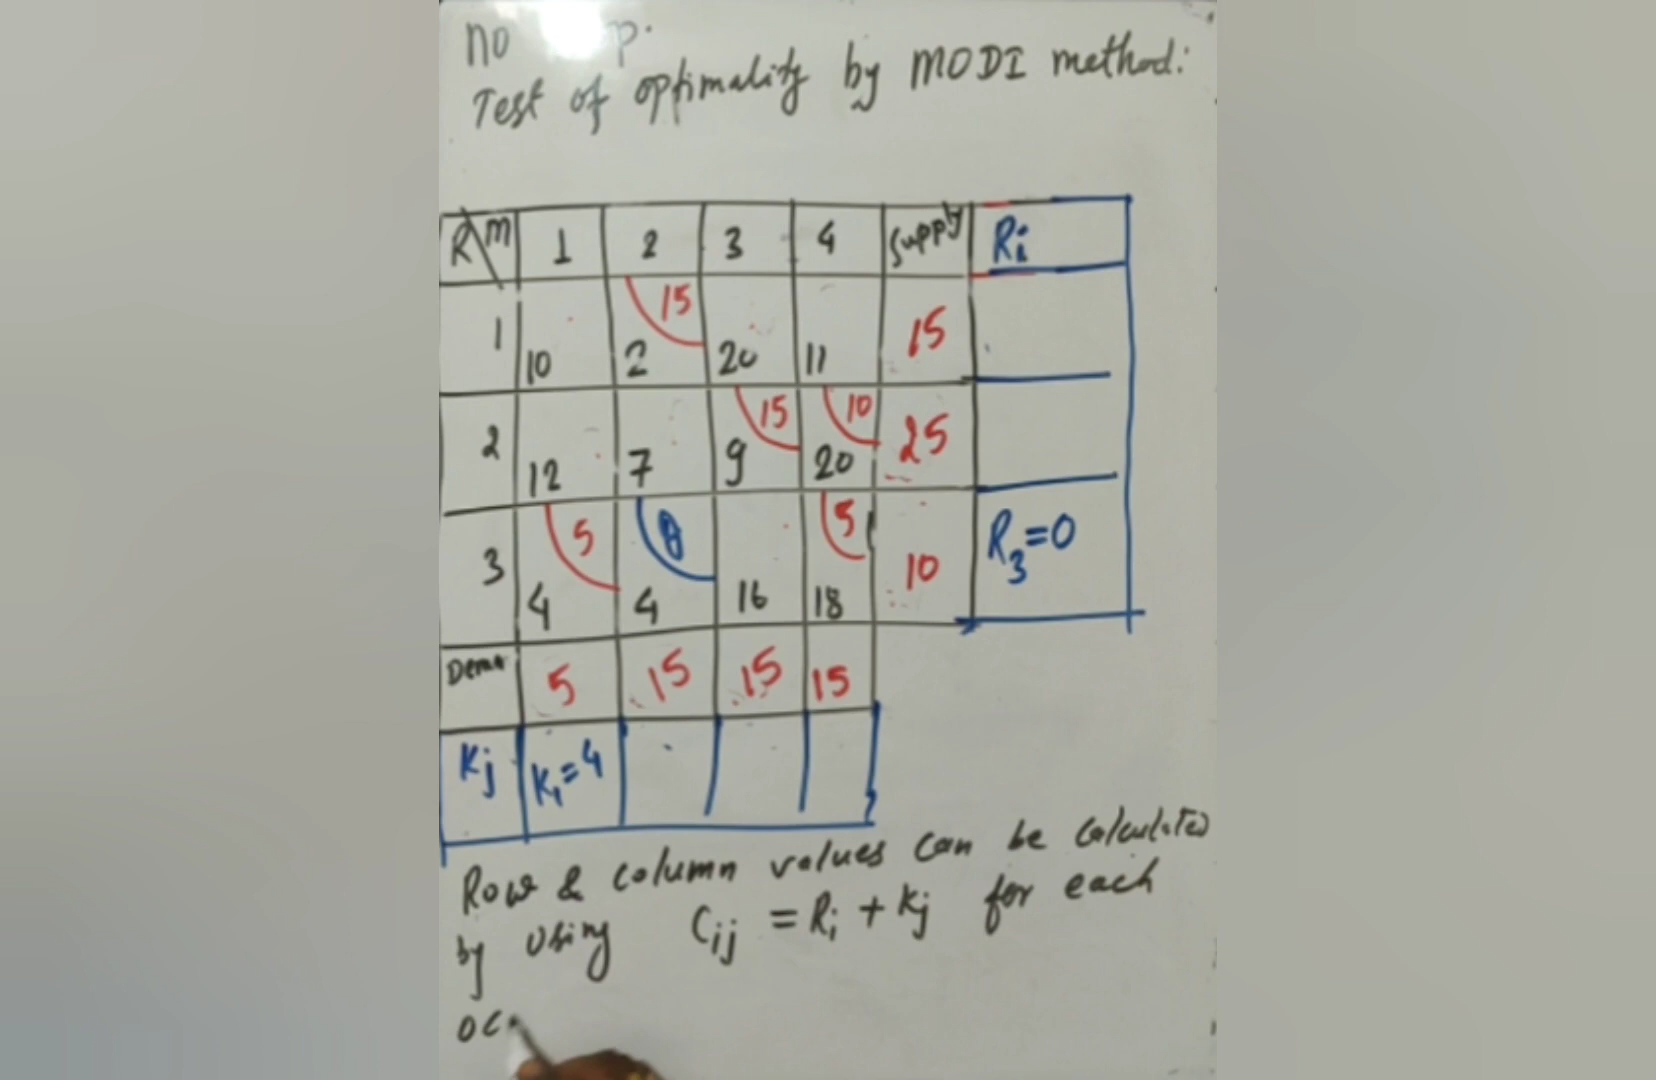 no p.
Test of optimality by MODI method:
R M 1 2 3 4 Supply Ri
1 10 2 15 20 11 15
2 12 7 9 15 20 10 25
3 4 5 4 θ 16 18 5 10 R3=0
Dem 5 15 15 15
Kj K1=4
Row & column values can be calculated
by using Cij = Ri + Kj for each
oc